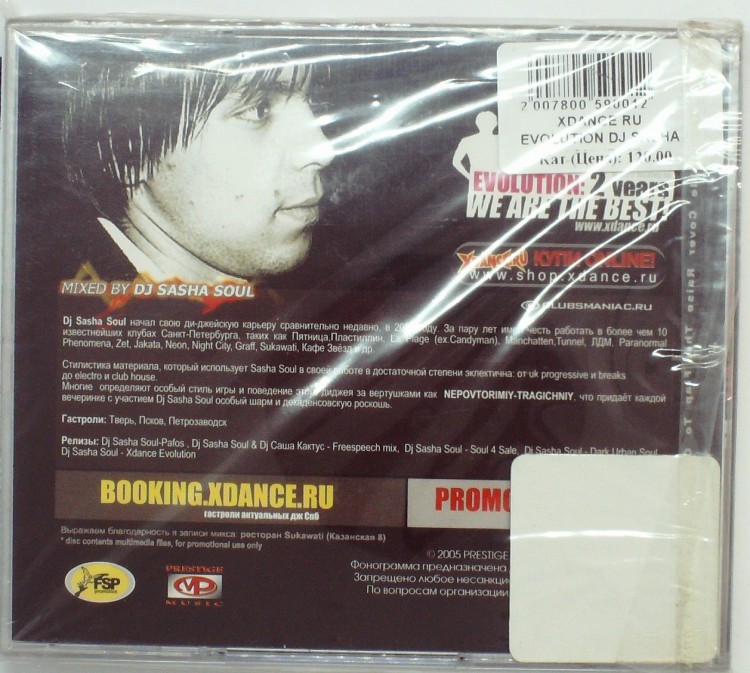 2007800 590012
XDANCE RU
EVOLUTION DJ SASHA
Кат (Цена): 120.00
EVOLUTION: 2 years
WE ARE THE BEST!
www.xdance.ru
XDANCE.RU КУПИ ONLINE!
www.shop.xdance.ru
CLUBSMANIAC.RU
Cover Raise
MIXED BY DJ SASHA SOUL
Dj Sasha Soul начал свою ди-джейскую карьеру сравнительно недавно, в году. За пару лет имел честь работать в более чем 10
известнейших клубах Санкт-Петербурга, таких как Пятница,Пластилин, La Plage (ex.Candyman), Manchatten,Tunnel, ЛДМ, Paranormal
Phenomena, Zet, Jakata, Neon, Night City, Graff, Sukawati, Кафе Звёзд и др.
Стилистика материала, который использует Sasha Soul в своей работе в достаточной степени эклектична: от uk progressive и breaks
до electro и club house.
Многие определяют особый стиль игры и поведение этого диджея за вертушками как NEPOVTORIMIY-TRAGICHNIY, что придаёт каждой
вечеринке с участием Dj Sasha Soul особый шарм и декаденсовскую роскошь.
Гастроли: Тверь, Псков, Петрозаводск
Релизы: Dj Sasha Soul-Pafos , Dj Sasha Soul & Dj Саша Кактус - Freespeech mix, Dj Sasha Soul - Soul 4 Sale, Dj Sasha Soul - Dark Urban Soul
Dj Sasha Soul - Xdance Evolution
BOOKING.XDANCE.RU
гастроли актуальных дж Спб
PROMO
Выражаем благодарность в записи микса: ресторан Sukawati (Казанская 8)
* disc contents multimedia files, for promotional use only
© 2005 PRESTIGE
Фонограмма предназначена
Запрещено любое несанкци
По вопросам организации
FSP
PRESTIGE
MP
MUSIC